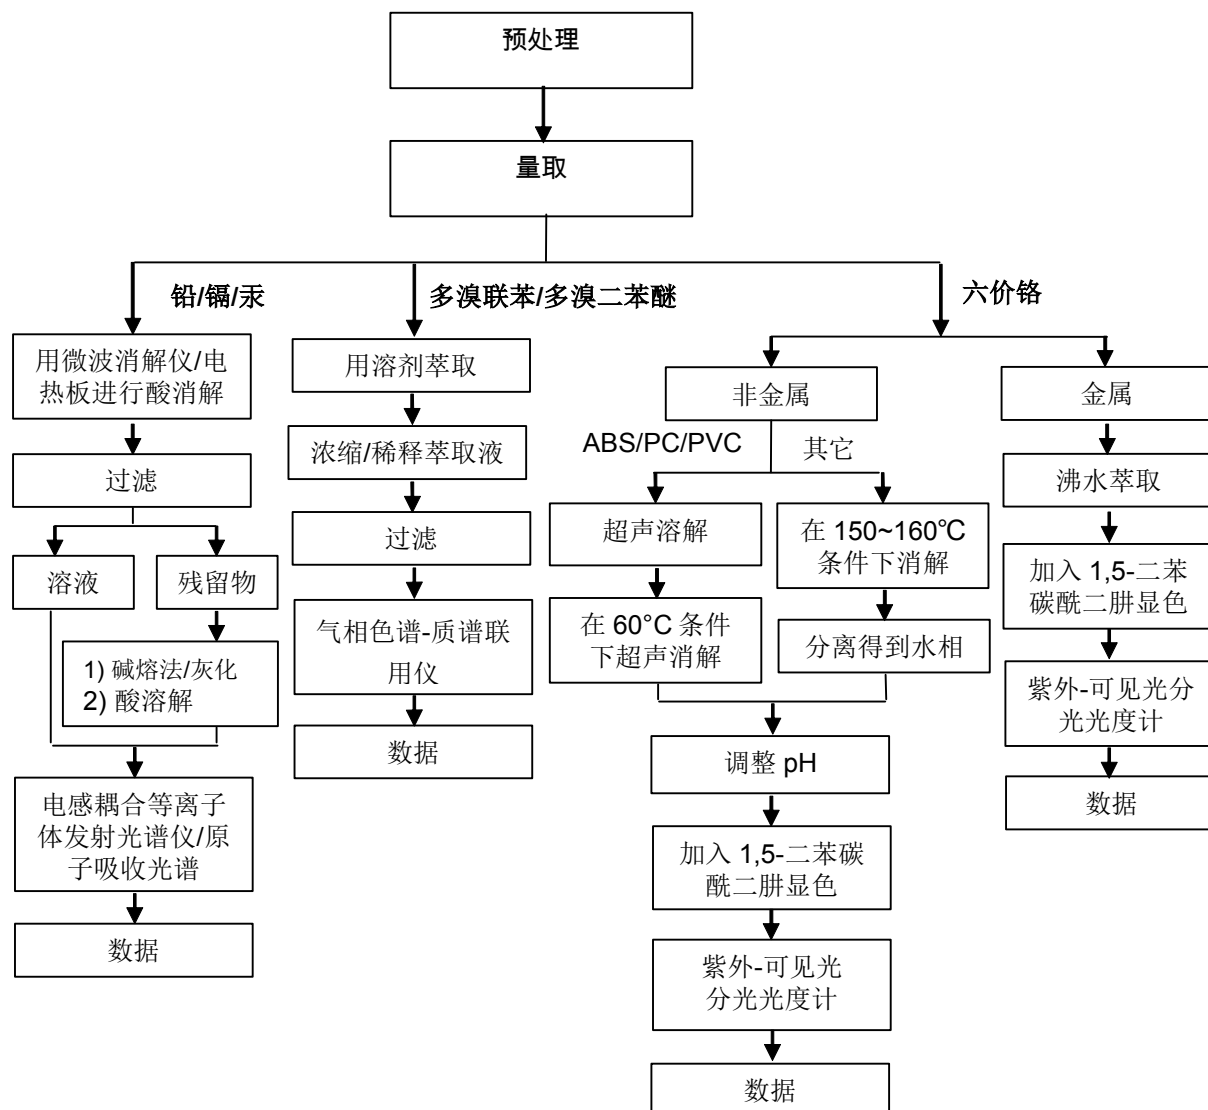 预处理
量取
铅/镉/汞
多溴联苯/多溴二苯醚
六价铬
用微波消解仪/电
热板进行酸消解
过滤
溶液
残留物
1) 碱熔法/灰化
2) 酸溶解
电感耦合等离子
体发射光谱仪/原
子吸收光谱
数据
用溶剂萃取
浓缩/稀释萃取液
过滤
气相色谱-质谱联
用仪
数据
非金属
ABS/PC/PVC
其它
超声溶解
在 60°C 条件
下超声消解
在 150~160℃
条件下消解
分离得到水相
调整 pH
加入 1,5-二苯碳
酰二肼显色
紫外-可见光
分光光度计
数据
金属
沸水萃取
加入 1,5-二苯
碳酰二肼显色
紫外-可见光分
光光度计
数据